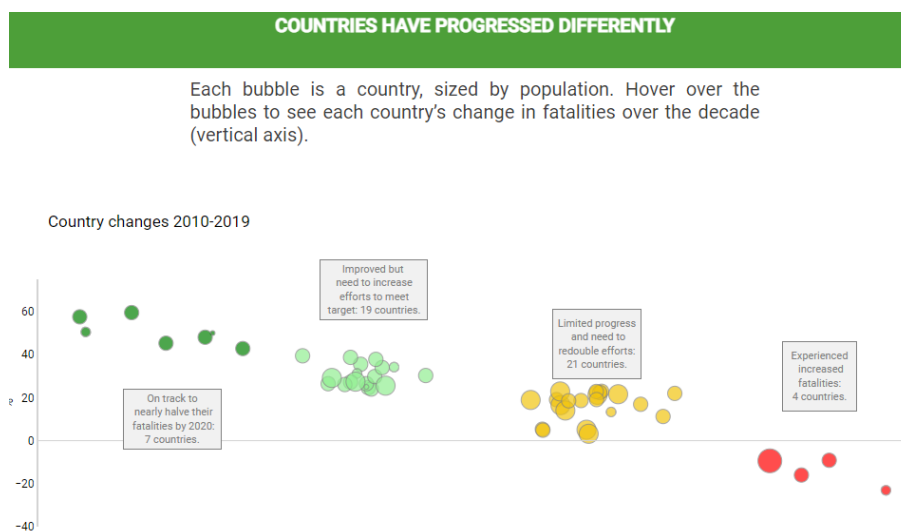 COUNTRIES HAVE PROGRESSED DIFFERENTLY
Each bubble is a country, sized by population. Hover over the
bubbles to see each country's change in fatalities over the decade
(vertical axis).
Country changes 2010-2019
Improved but
need to increase
efforts to meet
target: 19 countries.
Limited progress
and need to
redouble efforts:
21 countries.
Experienced
increased
fatalities:
4 countries.
On track to
nearly halve their
fatalities by 2020:
7 countries.
60
40
20
0
−20
−40